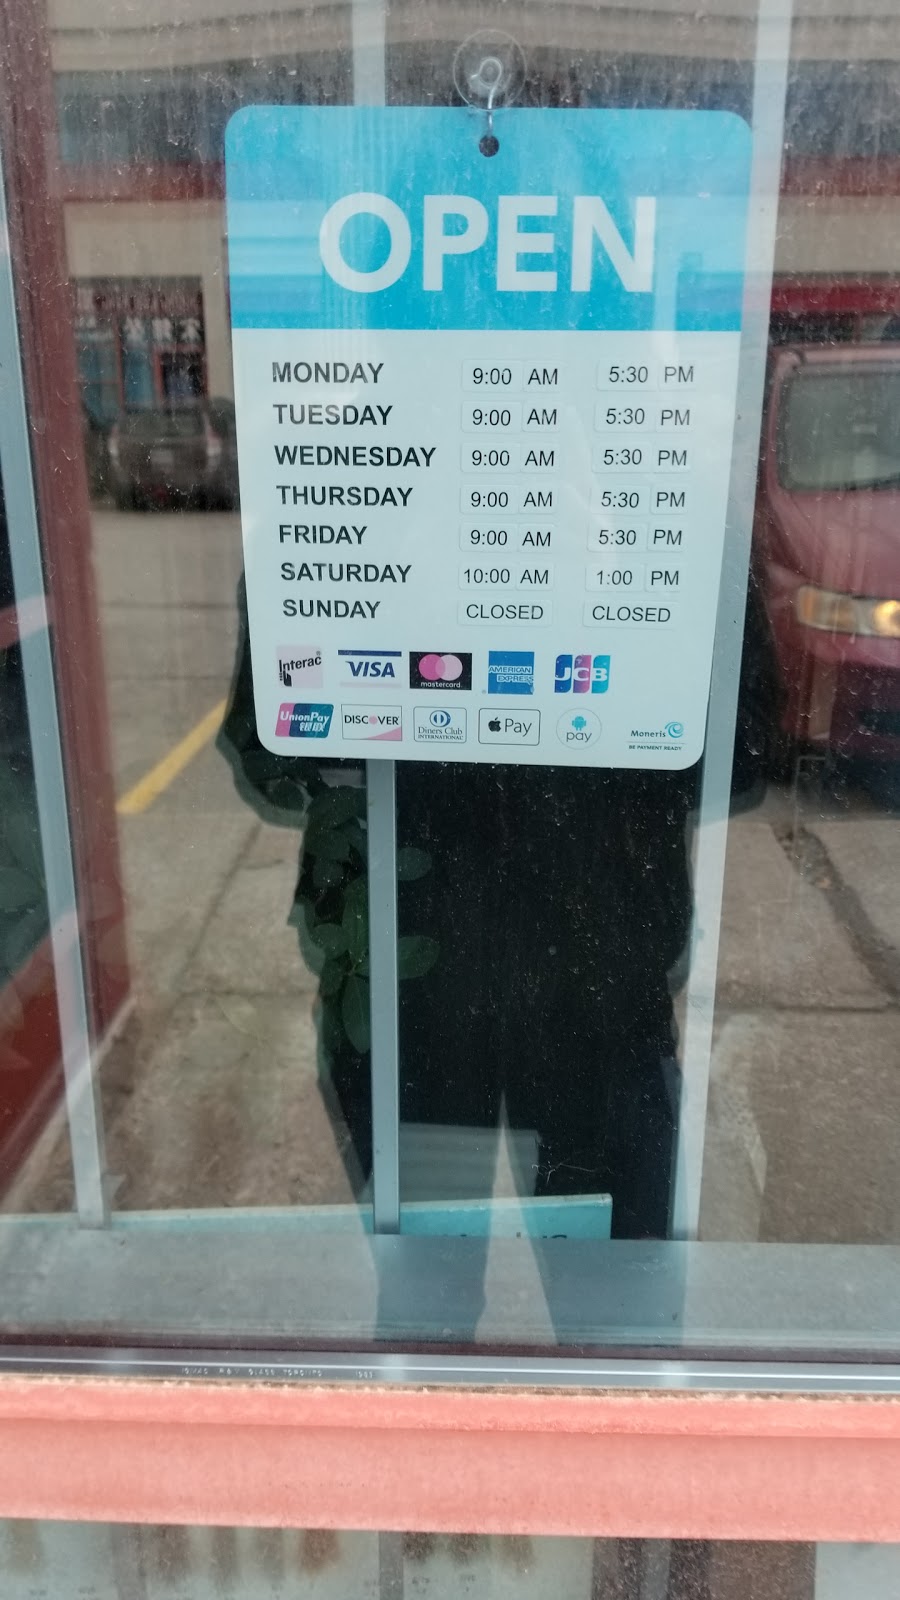 OPEN
MONDAY 9:00 AM 5:30 PM
TUESDAY 9:00 AM 5:30 PM
WEDNESDAY 9:00 AM 5:30 PM
THURSDAY 9:00 AM 5:30 PM
FRIDAY 9:00 AM 5:30 PM
SATURDAY 10:00 AM 1:00 PM
SUNDAY CLOSED CLOSED
Interac VISA mastercard AMERICAN EXPRESS JCB
UnionPay 银联 DISCOVER Diners Club INTERNATIONAL Pay pay Moneris
BE PAYMENT READY